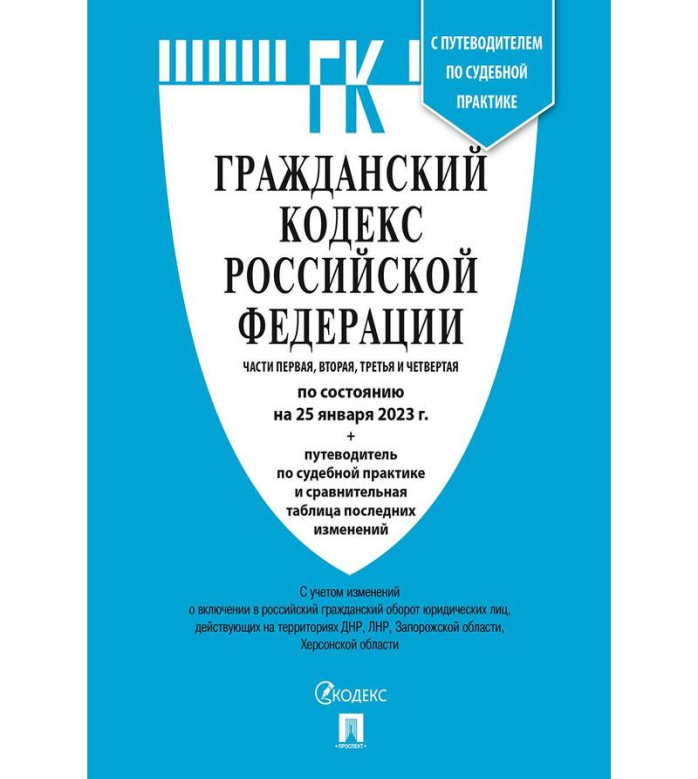 С ПУТЕВОДИТЕЛЕМ
ПО СУДЕБНОЙ
ПРАКТИКЕ
ГК
ГРАЖДАНСКИЙ
КОДЕКС
РОССИЙСКОЙ
ФЕДЕРАЦИИ
ЧАСТИ ПЕРВАЯ, ВТОРАЯ, ТРЕТЬЯ И ЧЕТВЕРТАЯ
по состоянию
на 25 января 2023 г.
+
путеводитель
по судебной практике
и сравнительная
таблица последних
изменений
С учетом изменений
о включении в российский гражданский оборот юридических лиц,
действующих на территориях ДНР, ЛНР, Запорожской области,
Херсонской области
КОДЕКС
П
• ПРОСПЕКТ •